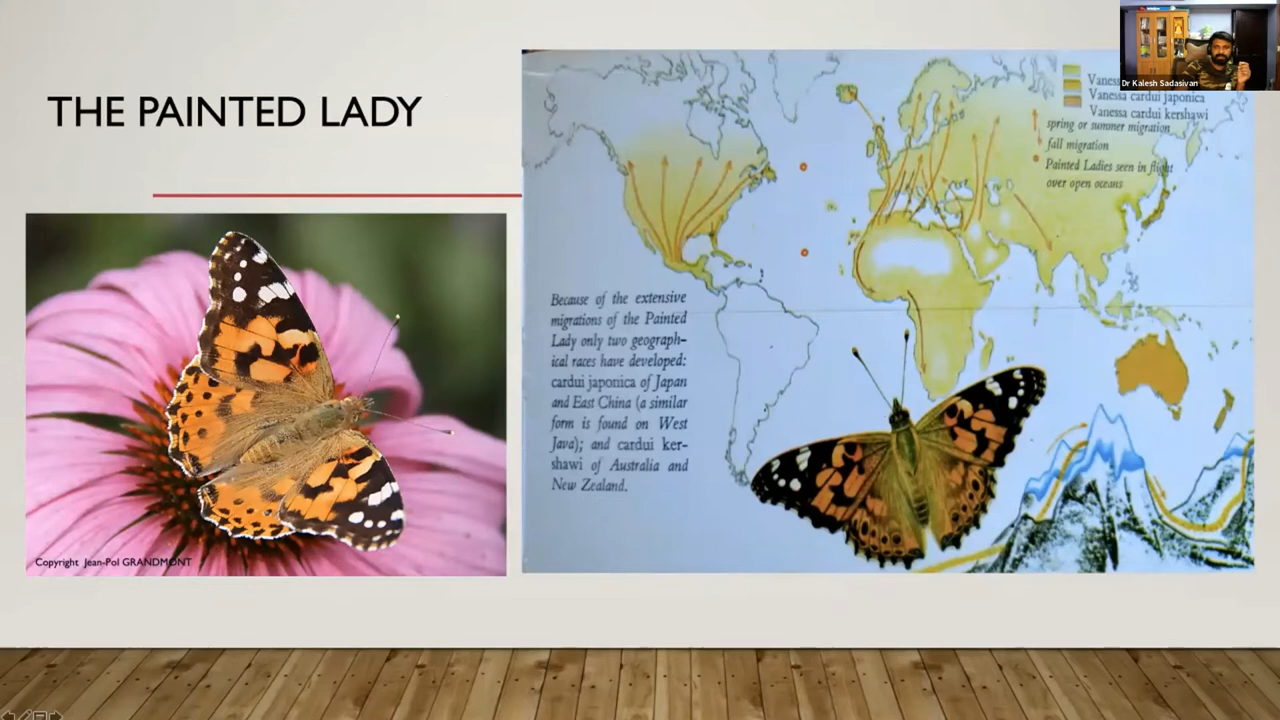 THE PAINTED LADY
Dr Kalesh Sadasivan
Vanessa cardui japonica
Vanessa cardui kershawi
spring or summer migration
fall migration
Painted Ladies seen in flight
over open oceans
Because of the extensive
migrations of the Painted
Lady only two geograph-
ical races have developed:
cardui japonica of Japan
and East China (a similar
form is found on West
Java); and cardui ker-
shawi of Australia and
New Zealand.
Copyright Jean-Pol GRANDMONT